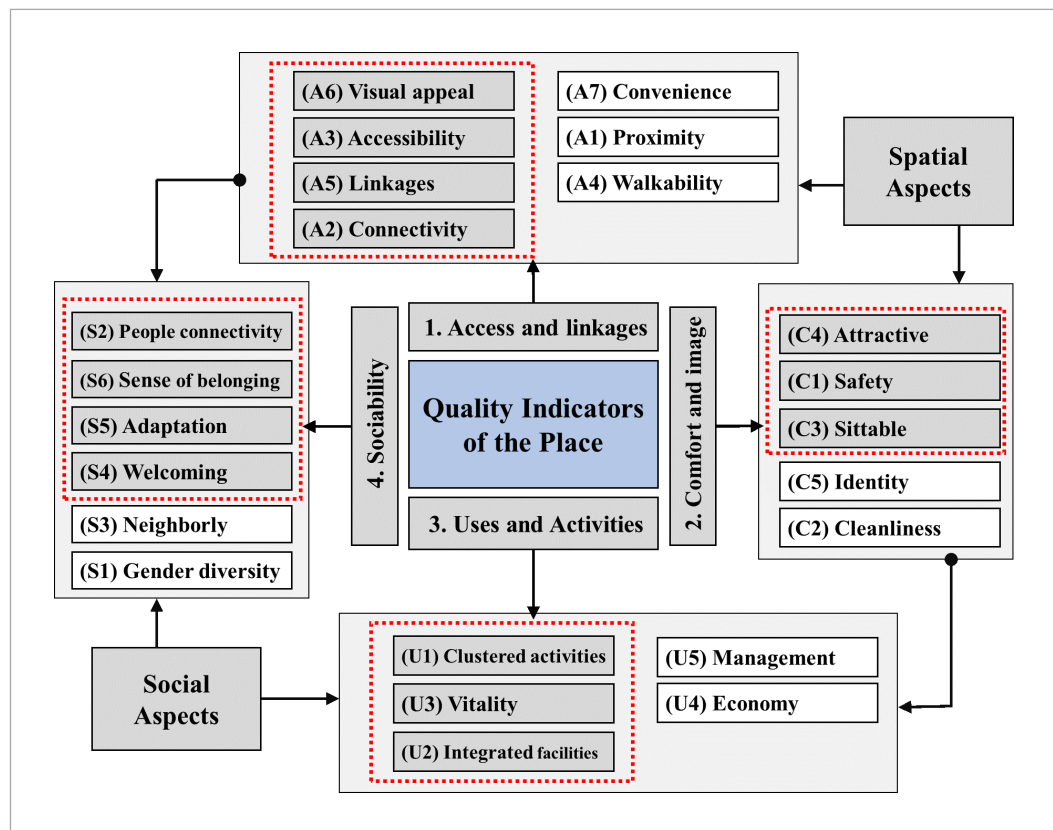 (A6) Visual appeal
(A3) Accessibility
(A5) Linkages
(A2) Connectivity
(A7) Convenience
(A1) Proximity
(A4) Walkability
Spatial
Aspects
(S2) People connectivity
(S6) Sense of belonging
(S5) Adaptation
(S4) Welcoming
(S3) Neighborly
(S1) Gender diversity
4. Sociability
1. Access and linkages
Quality Indicators
of the Place
3. Uses and Activities
2. Comfort and image
(C4) Attractive
(C1) Safety
(C3) Sittable
(C5) Identity
(C2) Cleanliness
Social
Aspects
(U1) Clustered activities
(U3) Vitality
(U2) Integrated facilities
(U5) Management
(U4) Economy